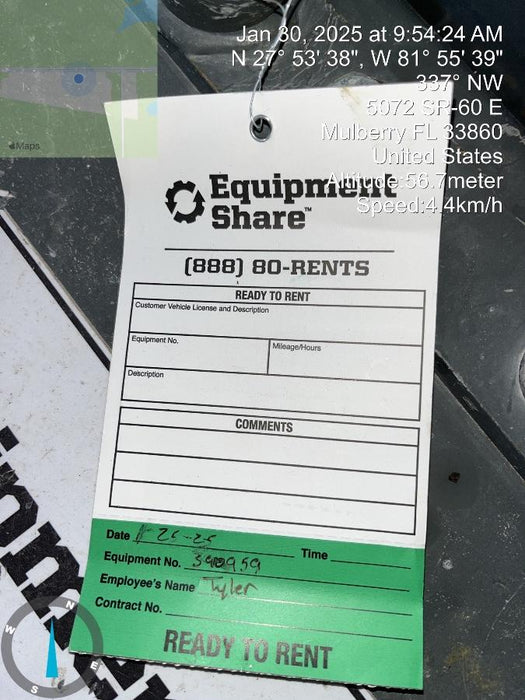 Jan 30, 2025 at 9:54:24 AM
N 27° 53' 38", W 81° 55' 39"
337° NW
5072 SR-60 E
Mulberry FL 33860
United States
Altitude:56.7meter
Speed:4.4km/h
Maps
Equipment
Share™
(888) 80-RENTS
READY TO RENT
Customer Vehicle License and Description
Equipment No. Mileage/Hours
Description
COMMENTS
Date 25-25 Time
Equipment No.
Employee's Name Tyler
Contract No.
READY TO RENT
N
W
E
S